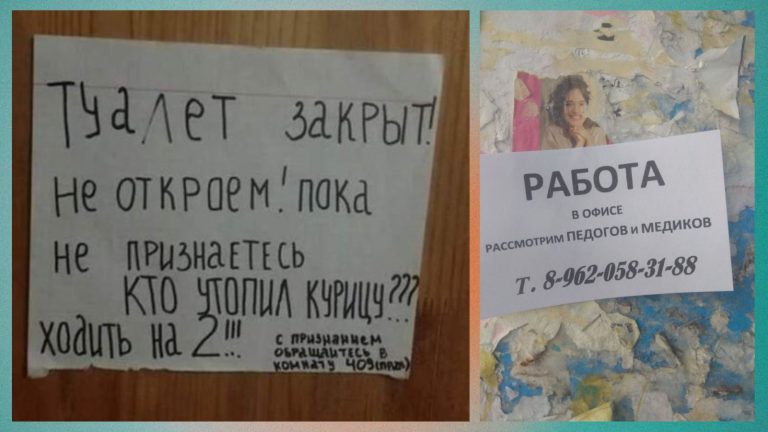 ТУАЛЕТ ЗАКРЫТ!
НЕ ОТКРОЕМ! ПОКА
НЕ ПРИЗНАЕТЕСЬ
КТО УТОПИЛ КУРИЦУ???
ХОДИТЬ НА 2!!!
С ПРИЗНАНИЕМ
ОБРАЩАЙТЕСЬ В
КОМНАТУ 409
РАБОТА
В ОФИСЕ
РАССМОТРИМ ПЕДОГОВ и МЕДИКОВ
Т. 8-962-058-31-88